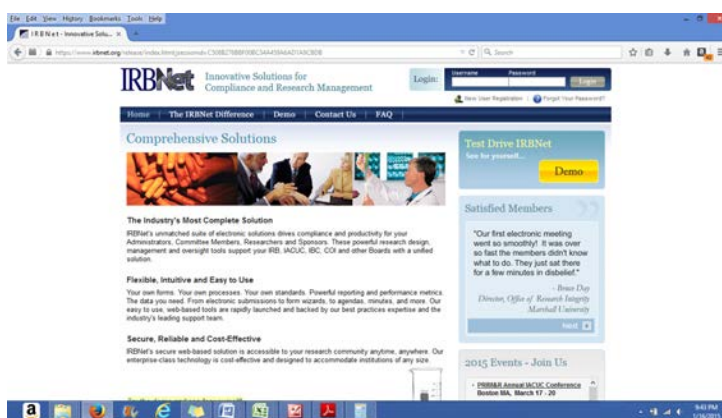 File Edit View History Bookmarks Tools Help
IRBNet - Innovative Solu...
https://www.irbnet.org/release/index.html
Search
IRBNet
Innovative Solutions for
Compliance and Research Management
Login:
Username Password
Login
New User Registration | Forgot Your Password?
Home | The IRBNet Difference | Demo | Contact Us | FAQ
Comprehensive Solutions
The Industry's Most Complete Solution
IRBNet's unmatched suite of electronic solutions drives compliance and productivity for your
Administrators, Committee Members, Researchers and Sponsors. These powerful research design,
management and oversight tools support your IRB, IACUC, IBC, COI and other Boards with a unified
solution.
Flexible, Intuitive and Easy to Use
Your own forms. Your own processes. Your own standards. Powerful reporting and performance metrics.
The data you need. From electronic submissions to form wizards, to agendas, minutes, and more. Our
easy to use, web-based tools are rapidly launched and backed by our best practices expertise and the
industry's leading support team.
Secure, Reliable and Cost-Effective
IRBNet's secure web-based solution is accessible to your research community anytime, anywhere. Our
enterprise-class technology is cost-effective and designed to accommodate institutions of any size.
Test Drive IRBNet
See for yourself...
Demo
Satisfied Members
"Our first electronic meeting
went so smoothly! It was over
so fast the members didn't know
what to do. They just sat there
for a few minutes in disbelief."
- Bruce Day
Director, Office of Research Integrity
Marshall University
Next
2015 Events - Join Us
PRIM&R Annual IACUC Conference
Boston MA, March 17 - 20
9:43 PM